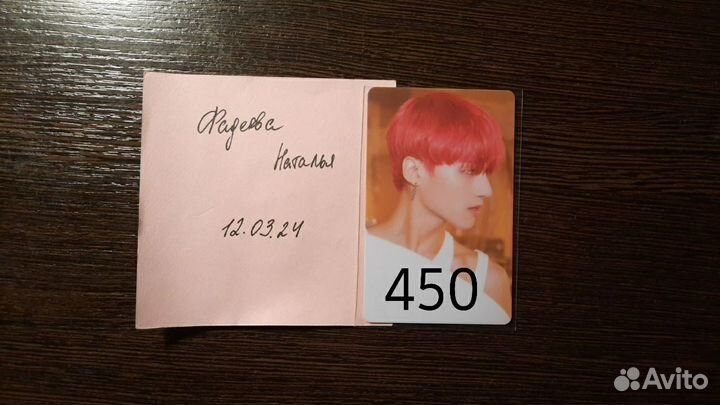 Фадеева
Наталья
12.03.24
450
Avito